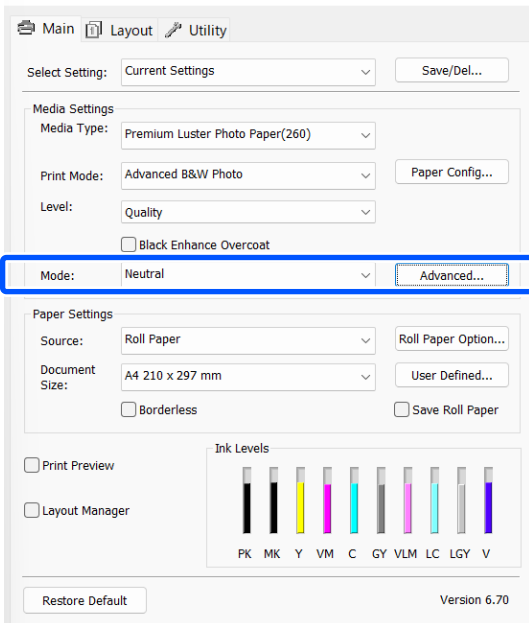 Main Layout Utility
Select Setting: Current Settings Save/Del...
Media Settings
Media Type: Premium Luster Photo Paper(260)
Print Mode: Advanced B&W Photo Paper Config...
Level: Quality
Black Enhance Overcoat
Mode: Neutral Advanced...
Paper Settings
Source: Roll Paper Roll Paper Option...
Document
Size: A4 210 x 297 mm User Defined...
Borderless Save Roll Paper
Ink Levels
Print Preview
Layout Manager
PK MK Y VM C GY VLM LC LGY V
Restore Default Version 6.70